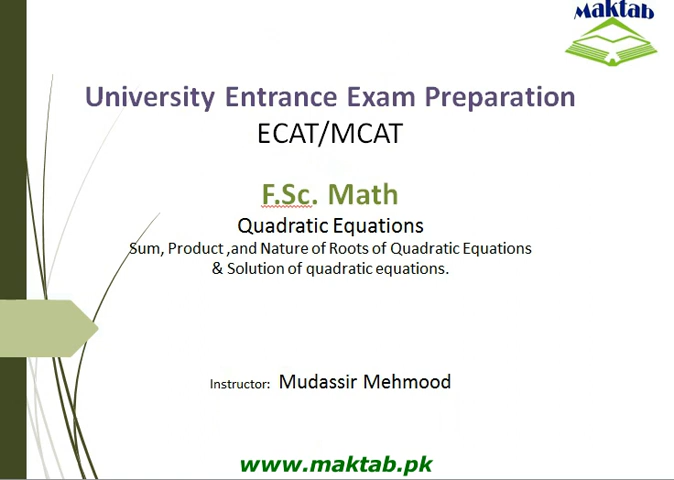 Maktab
University Entrance Exam Preparation
ECAT/MCAT
F.Sc. Math
Quadratic Equations
Sum, Product ,and Nature of Roots of Quadratic Equations
& Solution of quadratic equations.
Instructor: Mudassir Mehmood
www.maktab.pk